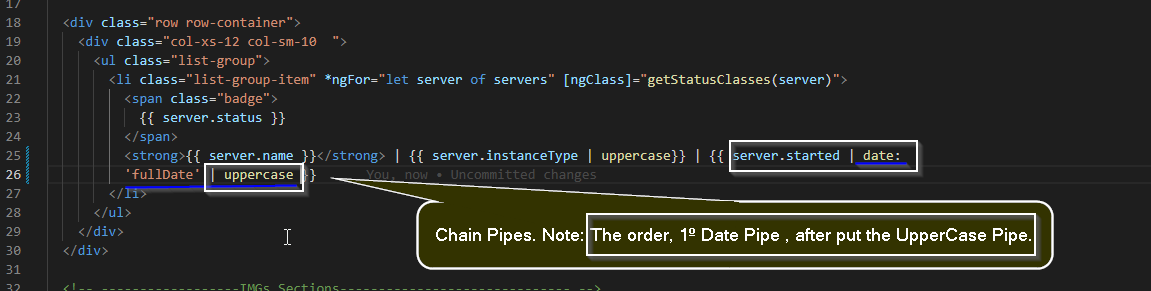 17
18 <div class="row row-container">
19 <div class="col-xs-12 col-sm-10  ">
20 <ul class="list-group">
21 <li class="list-group-item" *ngFor="let server of servers" [ngClass]="getStatusClasses(server)">
22 <span class="badge">
23 {{ server.status }}
24 </span>
25 <strong>{{ server.name }}</strong> | {{ server.instanceType | uppercase}} | {{ server.started | date:
26 'fullDate' | uppercase }} You, now • Uncommitted changes
27 </li>
28 </ul>
29 </div>
30 </div>
31
32 <!-- ------------------IMGs Sections------------------------------ -->
Chain Pipes. Note: The order, 1º Date Pipe , after put the UpperCase Pipe.